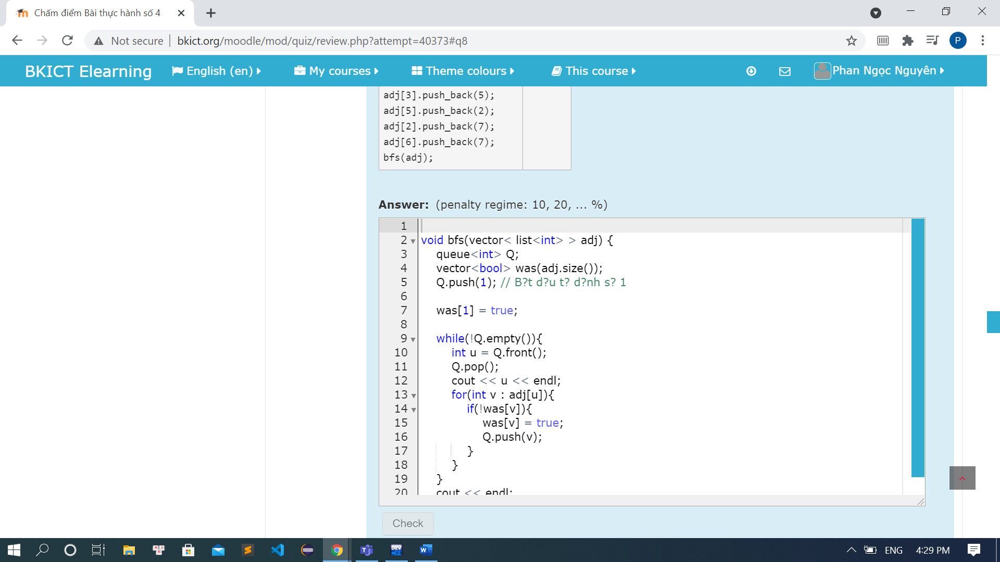 Chấm điểm Bài thực hành số 4
Not secure
bkict.org/moodle/mod/quiz/review.php?attempt=40373#q8
P
BKICT Elearning
English (en)
My courses
Theme colours
This course
Phan Ngọc Nguyên
adj[3].push_back(5);
adj[5].push_back(2);
adj[2].push_back(7);
adj[6].push_back(7);
bfs(adj);
Answer: (penalty regime: 10, 20, ... %)
1
2 void bfs(vector< list<int> > adj) {
3 queue<int> Q;
4 vector<bool> was(adj.size());
5 Q.push(1); // B?t d?u t? d?nh s? 1
6
7 was[1] = true;
8
9 while(!Q.empty()){
10 int u = Q.front();
11 Q.pop();
12 cout << u << endl;
13 for(int v : adj[u]){
14 if(!was[v]){
15 was[v] = true;
16 Q.push(v);
17 }
18 }
19 }
20 cout << endl;
Check
DEV
ENG
4:29 PM